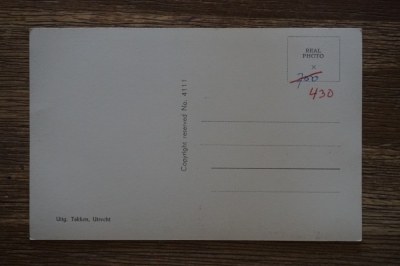 REAL
PHOTO
×
430
Copyright reserved No. 4111
Uitg. Takken, Utrecht